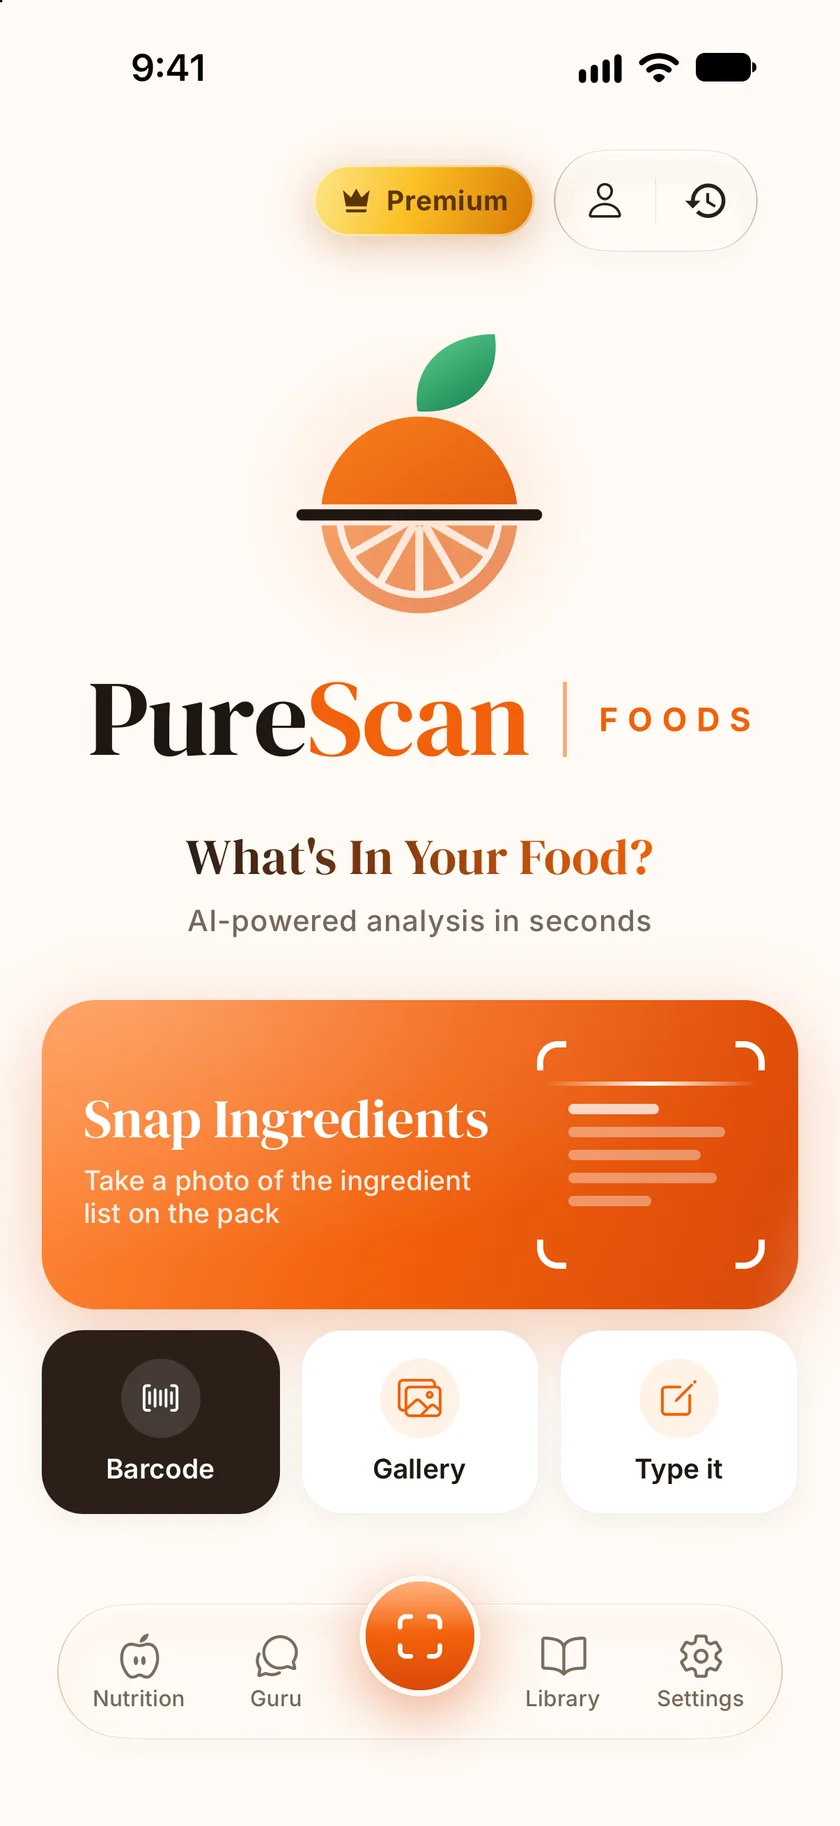 9:41
Premium
PureScan | FOODS
What's In Your Food?
AI-powered analysis in seconds
Snap Ingredients
Take a photo of the ingredient
list on the pack
Barcode
Gallery
Type it
Nutrition
Guru
Library
Settings